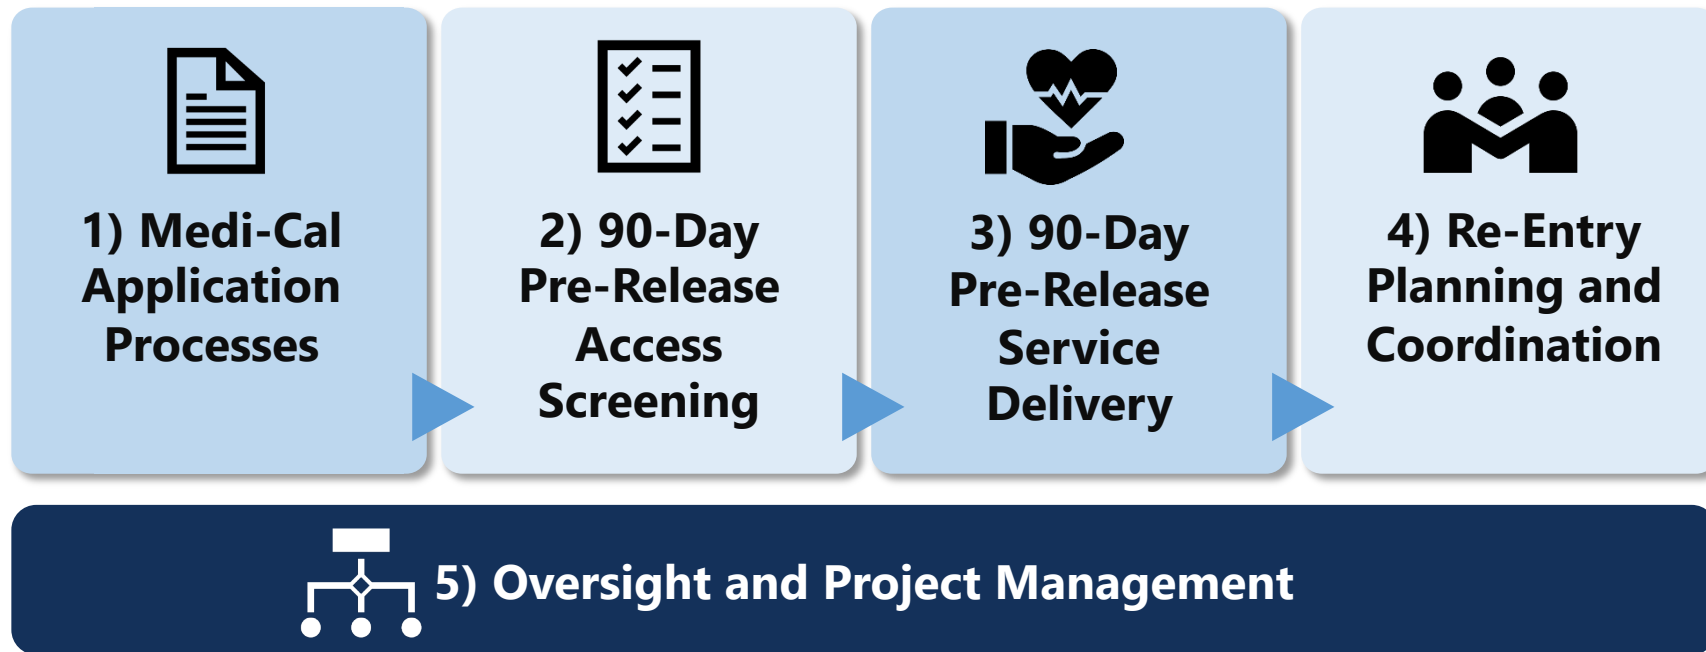 1) Medi-Cal
Application
Processes
2) 90-Day
Pre-Release
Access
Screening
3) 90-Day
Pre-Release
Service
Delivery
4) Re-Entry
Planning and
Coordination
5) Oversight and Project Management